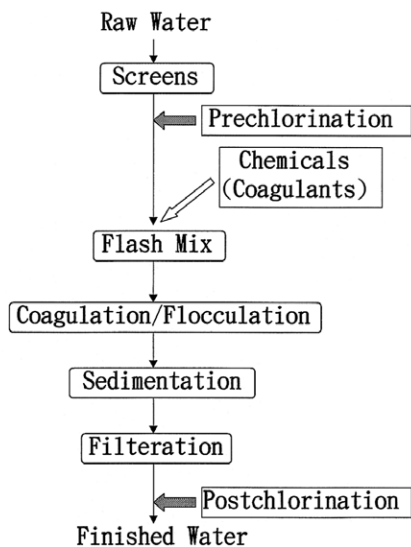 Raw Water
Screens
Prechlorination
Chemicals
(Coagulants)
Flash Mix
Coagulation/Flocculation
Sedimentation
Filteration
Postchlorination
Finished Water